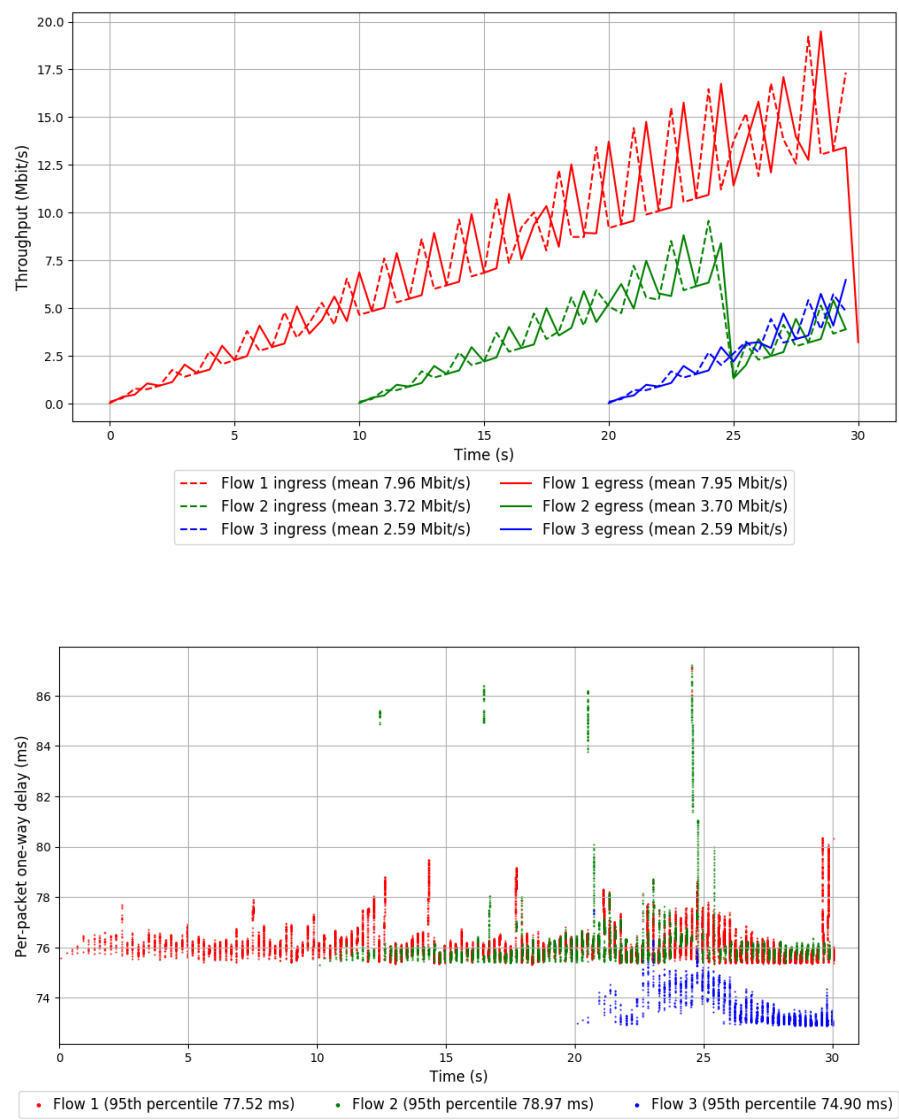 20.0
17.5
15.0
12.5
10.0
7.5
5.0
2.5
0.0
Throughput (Mbit/s)
0 5 10 15 20 25 30
Time (s)
Flow 1 ingress (mean 7.96 Mbit/s) Flow 1 egress (mean 7.95 Mbit/s)
Flow 2 ingress (mean 3.72 Mbit/s) Flow 2 egress (mean 3.70 Mbit/s)
Flow 3 ingress (mean 2.59 Mbit/s) Flow 3 egress (mean 2.59 Mbit/s)
86
84
82
80
78
76
74
Per-packet one-way delay (ms)
0 5 10 15 20 25 30
Time (s)
Flow 1 (95th percentile 77.52 ms) Flow 2 (95th percentile 78.97 ms) Flow 3 (95th percentile 74.90 ms)